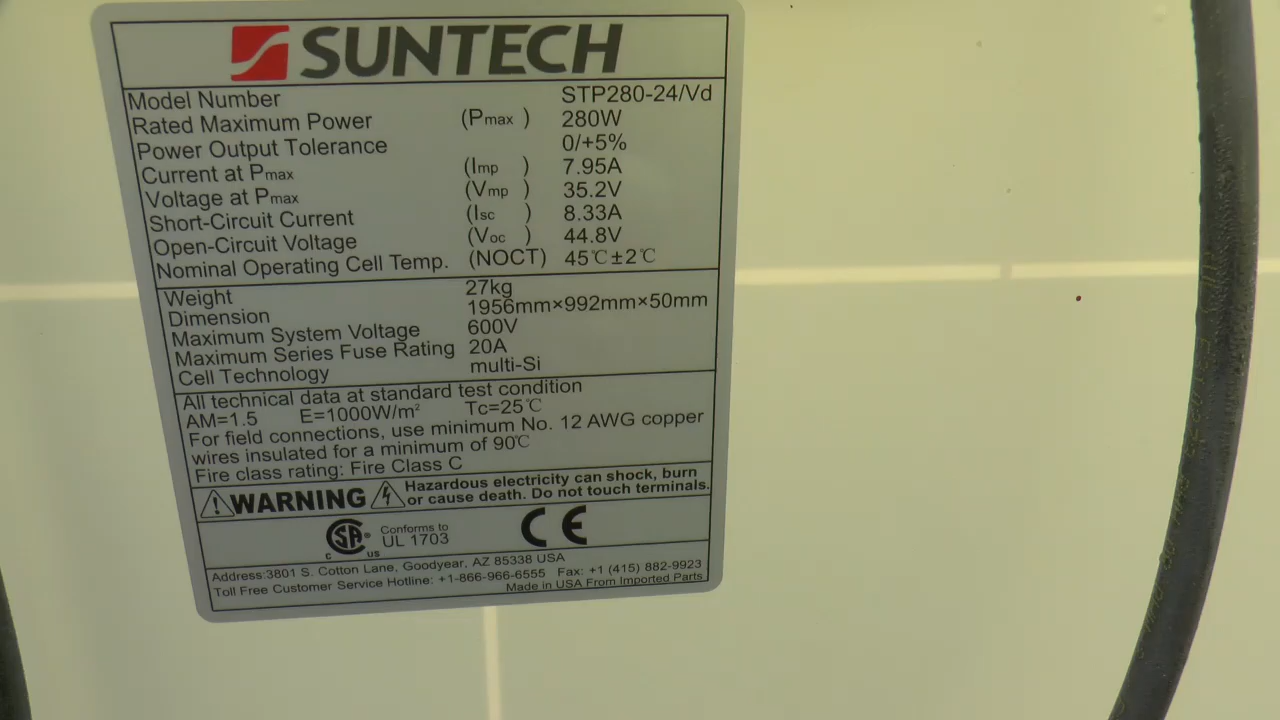 SUNTECH
Model Number STP280-24/Vd
Rated Maximum Power (Pmax ) 280W
Power Output Tolerance 0/+5%
Current at Pmax (Imp ) 7.95A
Voltage at Pmax (Vmp ) 35.2V
Short-Circuit Current (Isc ) 8.33A
Open-Circuit Voltage (Voc ) 44.8V
Nominal Operating Cell Temp. (NOCT) 45℃±2℃
Weight 27kg
Dimension 1956mm×992mm×50mm
Maximum System Voltage 600V
Maximum Series Fuse Rating 20A
Cell Technology multi-Si
All technical data at standard test condition
AM=1.5 E=1000W/m² Tc=25℃
For field connections, use minimum No. 12 AWG copper
wires insulated for a minimum of 90℃
Fire class rating: Fire Class C
WARNING Hazardous electricity can shock, burn
or cause death. Do not touch terminals.
C SA ® US Conforms to
UL 1703
CE
Address:3801 S. Cotton Lane, Goodyear, AZ 85338 USA
Toll Free Customer Service Hotline: +1-866-966-6555 Fax: +1 (415) 882-9923
Made in USA From Imported Parts